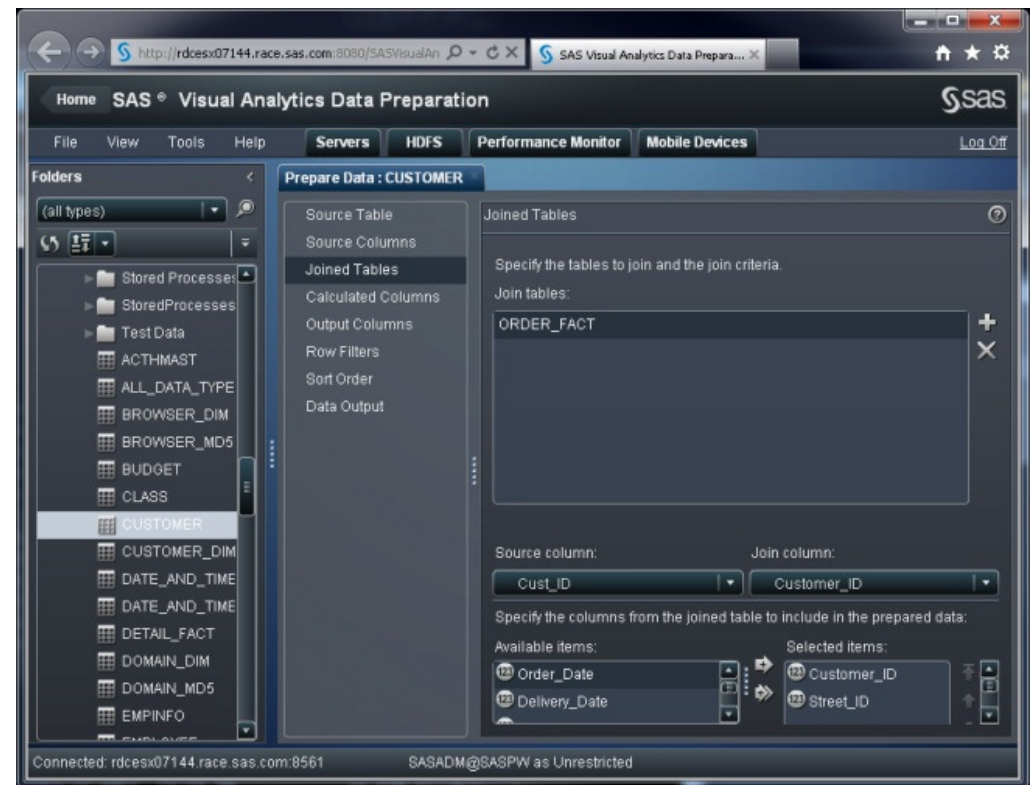 http://rdcesx07144.race.sas.com:8080/SASVisualAn
SAS Visual Analytics Data Prepara...
Home SAS ® Visual Analytics Data Preparation
sas
File View Tools Help Servers HDFS Performance Monitor Mobile Devices Log Off
Folders
Prepare Data : CUSTOMER
(all types)
Stored Processes
StoredProcesses
Test Data
ACTHMAST
ALL_DATA_TYPE
BROWSER_DIM
BROWSER_MD5
BUDGET
CLASS
CUSTOMER
CUSTOMER_DIM
DATE_AND_TIME
DATE_AND_TIME
DETAIL_FACT
DOMAIN_DIM
DOMAIN_MD5
EMPINFO
Source Table
Source Columns
Joined Tables
Calculated Columns
Output Columns
Row Filters
Sort Order
Data Output
Joined Tables
Specify the tables to join and the join criteria.
Join tables:
ORDER_FACT
Source column: Join column:
Cust_ID Customer_ID
Specify the columns from the joined table to include in the prepared data:
Available items: Selected items:
123 Order_Date 123 Customer_ID
123 Delivery_Date 123 Street_ID
Connected: rdcesx07144.race.sas.com:8561 SASADM@SASPW as Unrestricted